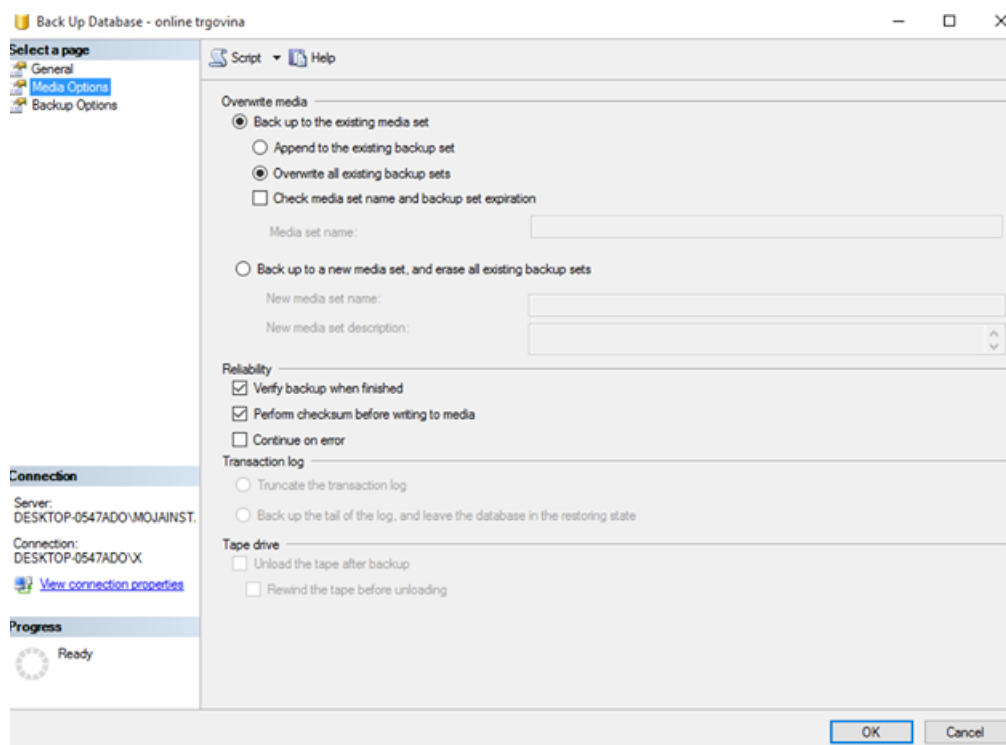 Back Up Database - online trgovina
Select a page
General
Media Options
Backup Options
Script
Help
Overwrite media
Back up to the existing media set
Append to the existing backup set
Overwrite all existing backup sets
Check media set name and backup set expiration
Media set name:
Back up to a new media set, and erase all existing backup sets
New media set name:
New media set description:
Reliability
Verify backup when finished
Perform checksum before writing to media
Continue on error
Transaction log
Truncate the transaction log
Back up the tail of the log, and leave the database in the restoring state
Tape drive
Unload the tape after backup
Rewind the tape before unloading
Connection
Server:
DESKTOP-0547ADO\MOJAINST.
Connection:
DESKTOP-0547ADO\X
View connection properties
Progress
Ready
OK
Cancel